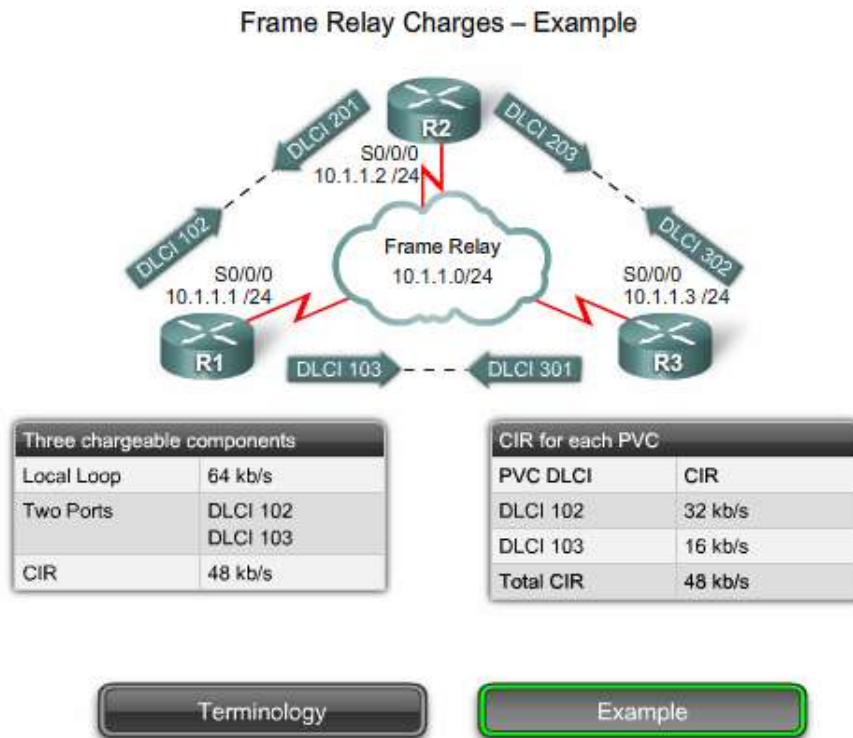 Frame Relay Charges – Example
DLCI 201
R2
DLCI 203
S0/0/0
10.1.1.2 /24
DLCI 102
Frame Relay
10.1.1.0/24
DLCI 302
S0/0/0
10.1.1.1 /24
S0/0/0
10.1.1.3 /24
R1
DLCI 103
DLCI 301
R3
Three chargeable components
Local Loop 64 kb/s
Two Ports DLCI 102
DLCI 103
CIR 48 kb/s
CIR for each PVC
PVC DLCI CIR
DLCI 102 32 kb/s
DLCI 103 16 kb/s
Total CIR 48 kb/s
Terminology
Example